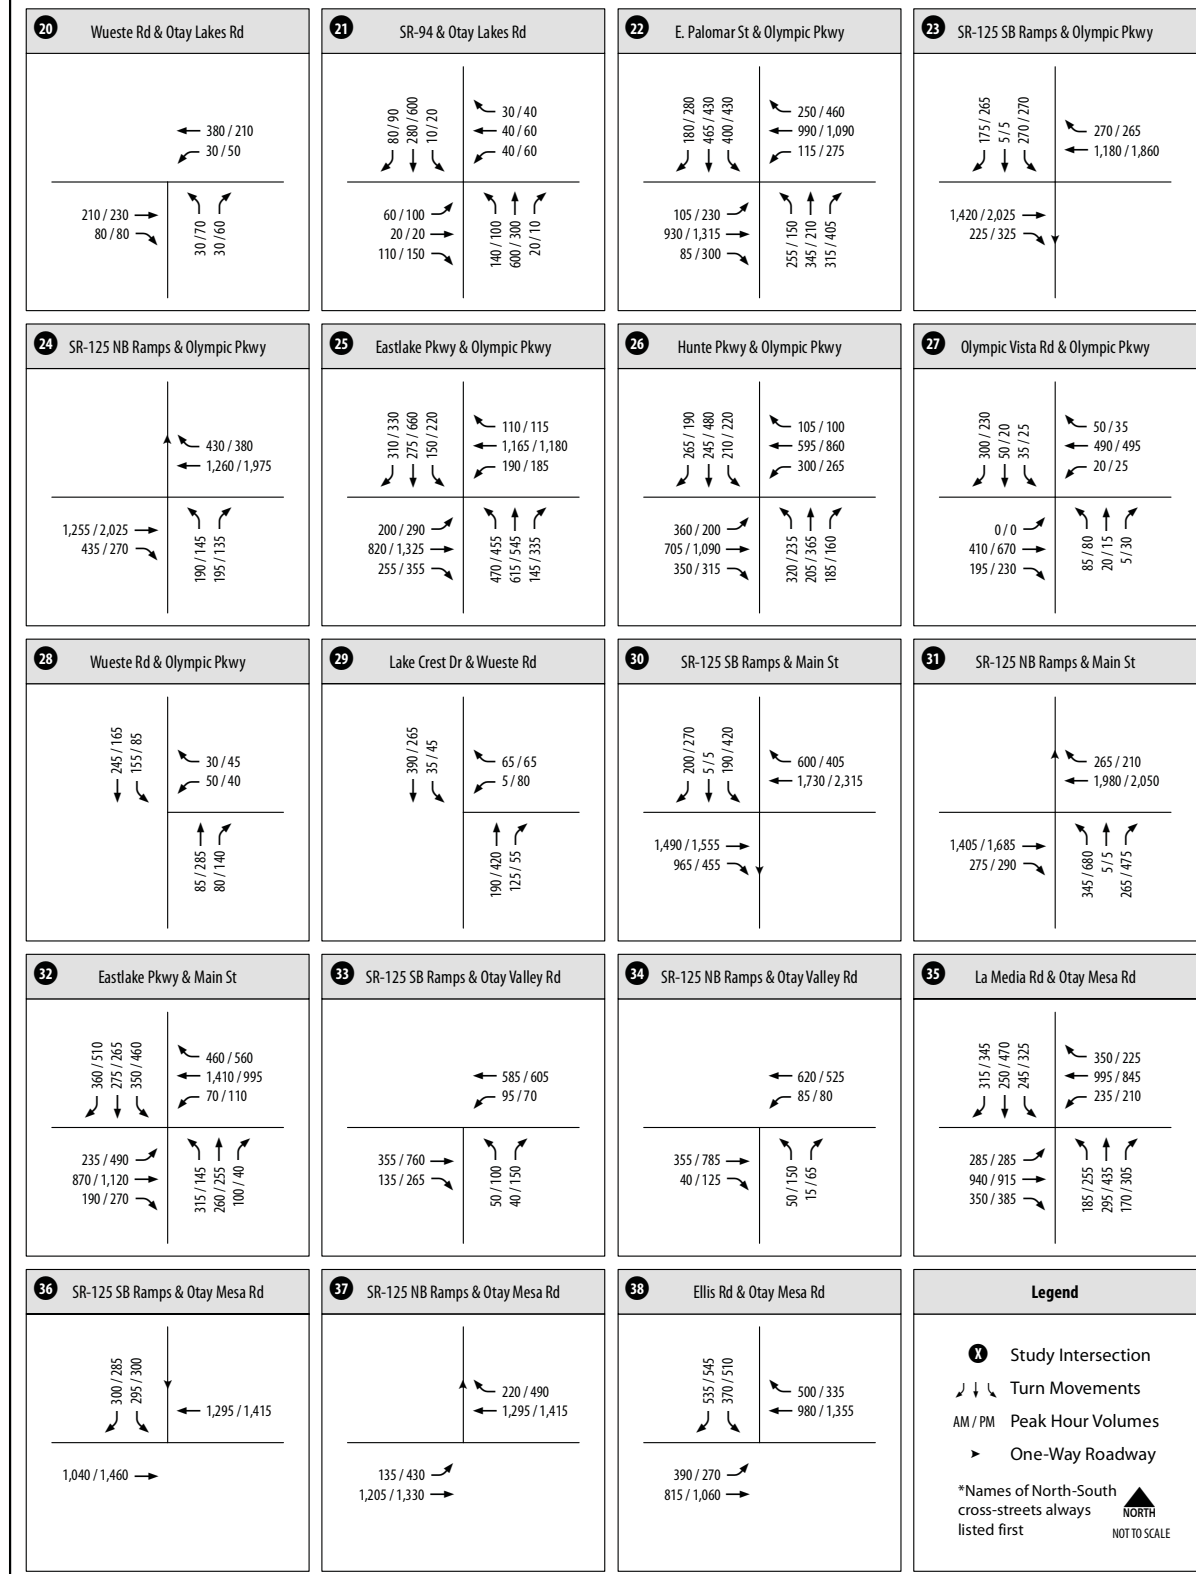 20 Wueste Rd & Otay Lakes Rd
380 / 210
30 / 50
210 / 230
80 / 80
30 / 70
30 / 60
21 SR-94 & Otay Lakes Rd
80 / 90
280 / 600
10 / 20
30 / 40
40 / 60
40 / 60
60 / 100
20 / 20
110 / 150
140 / 100
600 / 300
20 / 10
22 E. Palomar St & Olympic Pkwy
180 / 280
465 / 430
400 / 430
250 / 460
990 / 1,090
115 / 275
105 / 230
930 / 1,315
85 / 300
255 / 150
345 / 210
315 / 405
23 SR-125 SB Ramps & Olympic Pkwy
175 / 265
5 / 5
270 / 270
270 / 265
1,180 / 1,860
1,420 / 2,025
225 / 325
24 SR-125 NB Ramps & Olympic Pkwy
430 / 380
1,260 / 1,975
1,255 / 2,025
435 / 270
190 / 145
195 / 135
25 Eastlake Pkwy & Olympic Pkwy
310 / 330
275 / 660
150 / 220
110 / 115
1,165 / 1,180
190 / 185
200 / 290
820 / 1,325
255 / 355
470 / 455
615 / 545
145 / 335
26 Hunte Pkwy & Olympic Pkwy
265 / 190
245 / 480
210 / 220
105 / 100
595 / 860
300 / 265
360 / 200
705 / 1,090
350 / 315
320 / 235
205 / 365
185 / 160
27 Olympic Vista Rd & Olympic Pkwy
300 / 230
50 / 20
35 / 25
50 / 35
490 / 495
20 / 25
0 / 0
410 / 670
195 / 230
85 / 80
20 / 15
5 / 30
28 Wueste Rd & Olympic Pkwy
245 / 165
155 / 85
30 / 45
50 / 40
85 / 285
80 / 140
29 Lake Crest Dr & Wueste Rd
390 / 265
35 / 45
65 / 65
5 / 80
190 / 420
125 / 55
30 SR-125 SB Ramps & Main St
200 / 270
5 / 5
190 / 420
600 / 405
1,730 / 2,315
1,490 / 1,555
965 / 455
31 SR-125 NB Ramps & Main St
265 / 210
1,980 / 2,050
1,405 / 1,685
275 / 290
345 / 680
5 / 5
265 / 475
32 Eastlake Pkwy & Main St
360 / 510
275 / 265
350 / 460
460 / 560
1,410 / 995
70 / 110
235 / 490
870 / 1,120
190 / 270
315 / 145
260 / 255
100 / 40
33 SR-125 SB Ramps & Otay Valley Rd
585 / 605
95 / 70
355 / 760
135 / 265
50 / 100
40 / 150
34 SR-125 NB Ramps & Otay Valley Rd
620 / 525
85 / 80
355 / 785
40 / 125
50 / 150
15 / 65
35 La Media Rd & Otay Mesa Rd
315 / 345
250 / 470
245 / 325
350 / 225
995 / 845
235 / 210
285 / 285
940 / 915
350 / 385
185 / 255
295 / 435
170 / 305
36 SR-125 SB Ramps & Otay Mesa Rd
300 / 285
295 / 300
1,295 / 1,415
1,040 / 1,460
37 SR-125 NB Ramps & Otay Mesa Rd
220 / 490
1,295 / 1,415
135 / 430
1,205 / 1,330
38 Ellis Rd & Otay Mesa Rd
535 / 545
370 / 510
500 / 335
980 / 1,355
390 / 270
815 / 1,060
Legend
X Study Intersection
Turn Movements
AM / PM Peak Hour Volumes
One-Way Roadway
*Names of North-South
cross-streets always
listed first
NORTH
NOT TO SCALE